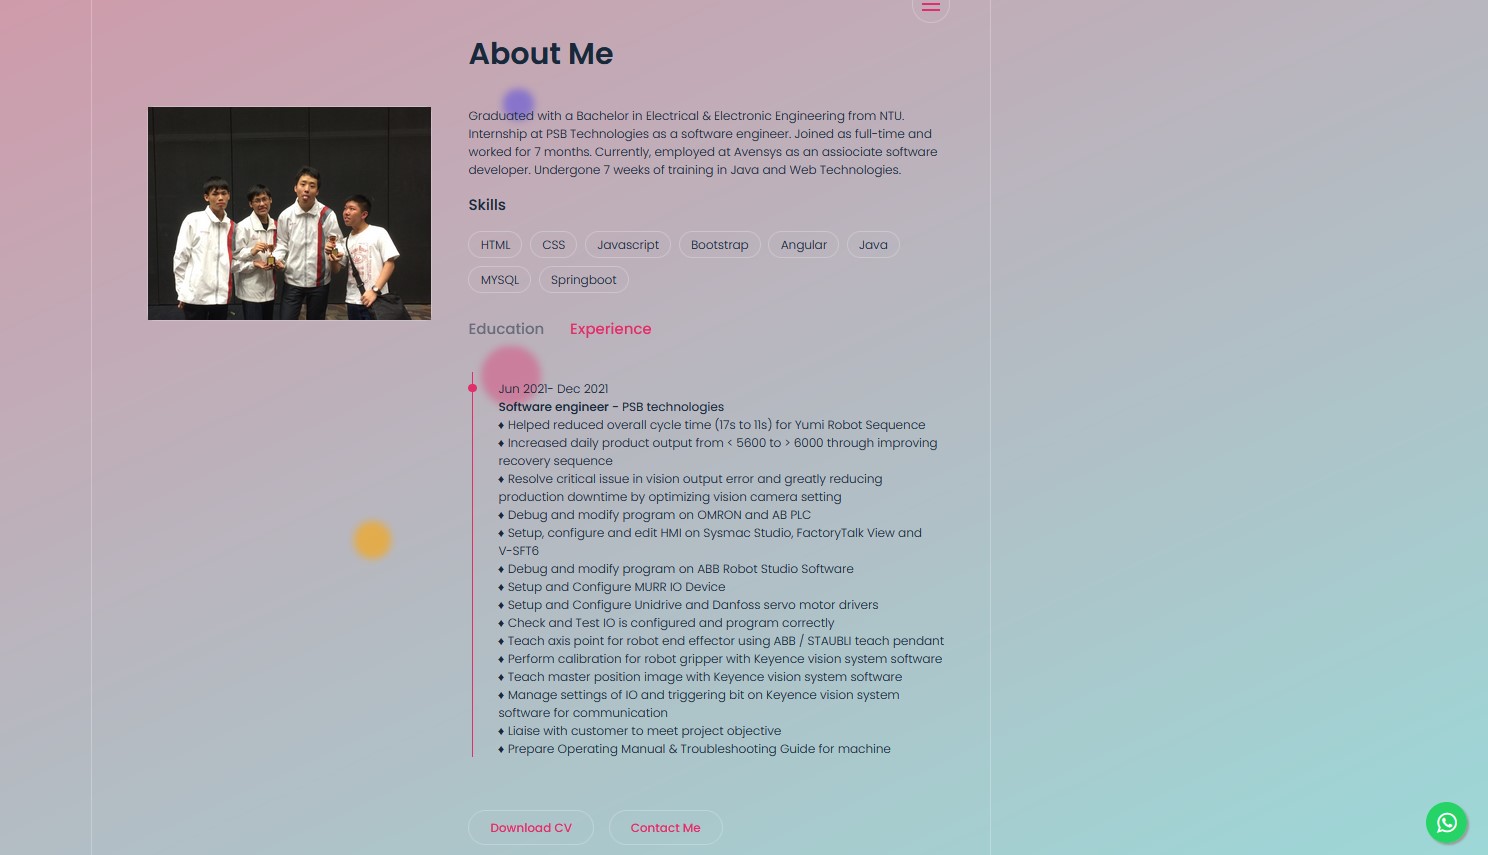 About Me
Graduated with a Bachelor in Electrical & Electronic Engineering from NTU.
Internship at PSB Technologies as a software engineer. Joined as full-time and
worked for 7 months. Currently, employed at Avensys as an assiociate software
developer. Undergone 7 weeks of training in Java and Web Technologies.
Skills
HTML CSS Javascript Bootstrap Angular Java
MYSQL Springboot
Education Experience
Jun 2021- Dec 2021
Software engineer - PSB technologies
♦ Helped reduced overall cycle time (17s to 11s) for Yumi Robot Sequence
♦ Increased daily product output from < 5600 to > 6000 through improving
recovery sequence
♦ Resolve critical issue in vision output error and greatly reducing
production downtime by optimizing vision camera setting
♦ Debug and modify program on OMRON and AB PLC
♦ Setup, configure and edit HMI on Sysmac Studio, FactoryTalk View and
V-SFT6
♦ Debug and modify program on ABB Robot Studio Software
♦ Setup and Configure MURR IO Device
♦ Setup and Configure Unidrive and Danfoss servo motor drivers
♦ Check and Test IO is configured and program correctly
♦ Teach axis point for robot end effector using ABB / STAUBLI teach pendant
♦ Perform calibration for robot gripper with Keyence vision system software
♦ Teach master position image with Keyence vision system software
♦ Manage settings of IO and triggering bit on Keyence vision system
software for communication
♦ Liaise with customer to meet project objective
♦ Prepare Operating Manual & Troubleshooting Guide for machine
Download CV Contact Me